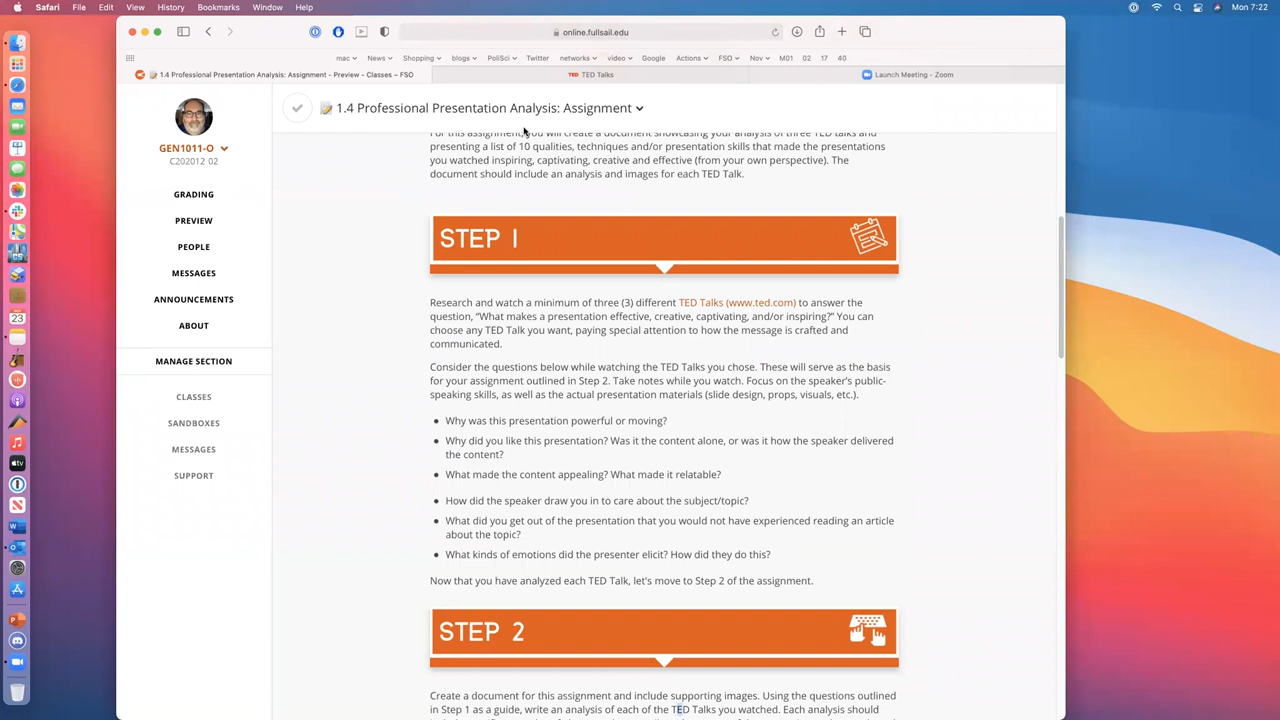 Safari File Edit View History Bookmarks Window Help Mon 7:22
online.fullsail.edu
mac News Shopping blogs PoliSci Twitter networks video Google Actions FSO Nov M01 02 17 40
1.4 Professional Presentation Analysis: Assignment - Preview - Classes – FSO TED Talks Launch Meeting - Zoom
1.4 Professional Presentation Analysis: Assignment
GEN1011-O
C202012 02
GRADING
PREVIEW
PEOPLE
MESSAGES
ANNOUNCEMENTS
ABOUT
MANAGE SECTION
CLASSES
SANDBOXES
MESSAGES
SUPPORT
For this assignment, you will create a document showcasing your analysis of three TED talks and
presenting a list of 10 qualities, techniques and/or presentation skills that made the presentations
you watched inspiring, captivating, creative and effective (from your own perspective). The
document should include an analysis and images for each TED Talk.
STEP 1
Research and watch a minimum of three (3) different TED Talks (www.ted.com) to answer the
question, “What makes a presentation effective, creative, captivating, and/or inspiring?” You can
choose any TED Talk you want, paying special attention to how the message is crafted and
communicated.
Consider the questions below while watching the TED Talks you chose. These will serve as the basis
for your assignment outlined in Step 2. Take notes while you watch. Focus on the speaker’s public-
speaking skills, as well as the actual presentation materials (slide design, props, visuals, etc.).
• Why was this presentation powerful or moving?
• Why did you like this presentation? Was it the content alone, or was it how the speaker delivered
the content?
• What made the content appealing? What made it relatable?
• How did the speaker draw you in to care about the subject/topic?
• What did you get out of the presentation that you would not have experienced reading an article
about the topic?
• What kinds of emotions did the presenter elicit? How did they do this?
Now that you have analyzed each TED Talk, let's move to Step 2 of the assignment.
STEP 2
Create a document for this assignment and include supporting images. Using the questions outlined
in Step 1 as a guide, write an analysis of each of the TED Talks you watched. Each analysis should